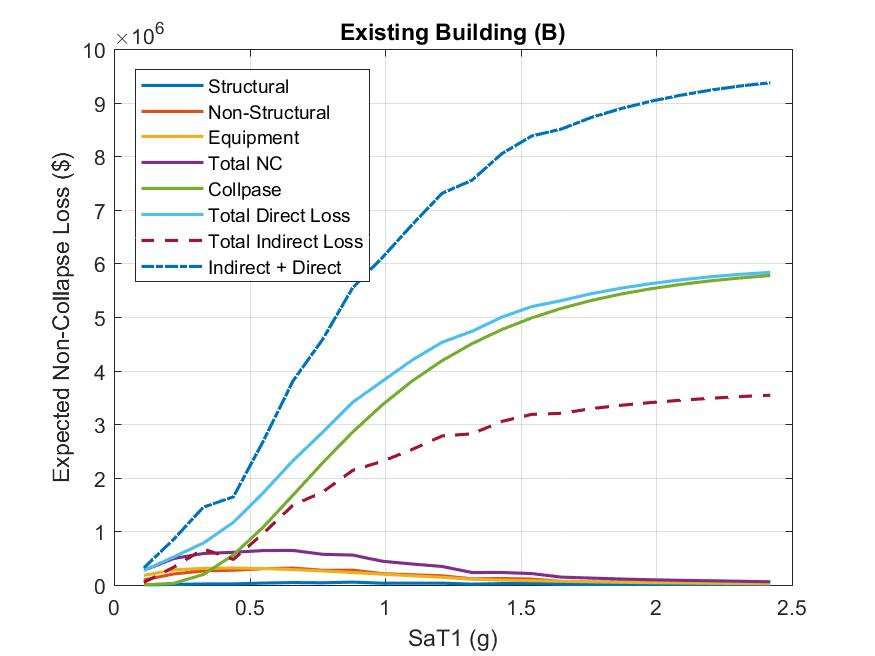 Existing Building (B)
×10⁶
10
9
8
7
6
5
4
3
2
1
0
Expected Non-Collapse Loss ($)
Structural
Non-Structural
Equipment
Total NC
Collpase
Total Direct Loss
Total Indirect Loss
Indirect + Direct
0 0.5 1 1.5 2 2.5
SaT1 (g)